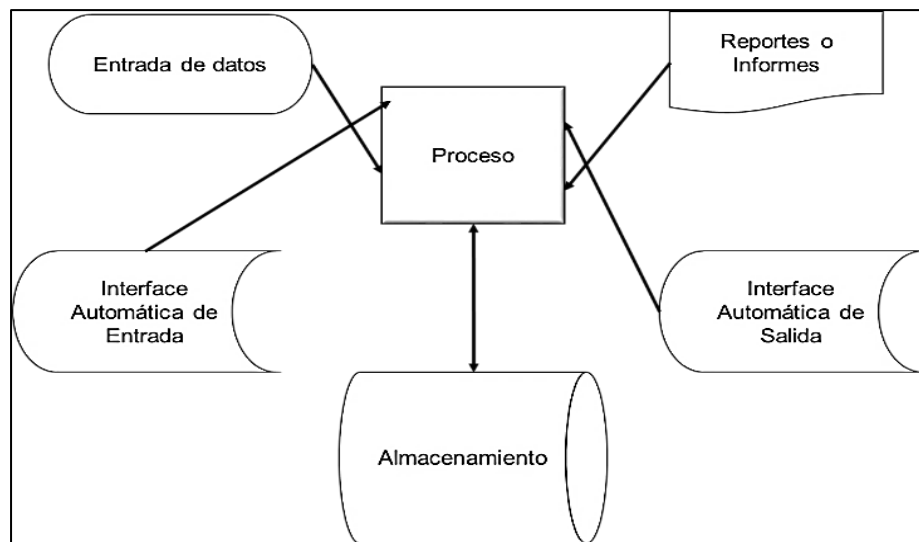 Entrada de datos
Reportes o
Informes
Proceso
Interface
Automática de
Entrada
Interface
Automática de
Salida
Almacenamiento